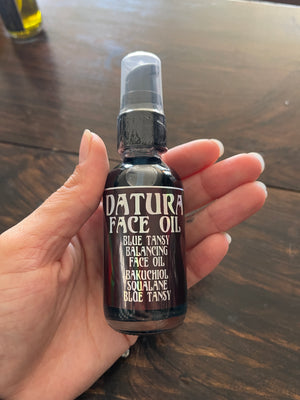 DATURA
FACE OIL
BLUE TANSY
BALANCING
FACE OIL
BAKUCHIOL
SQUALANE
BLUE TANSY